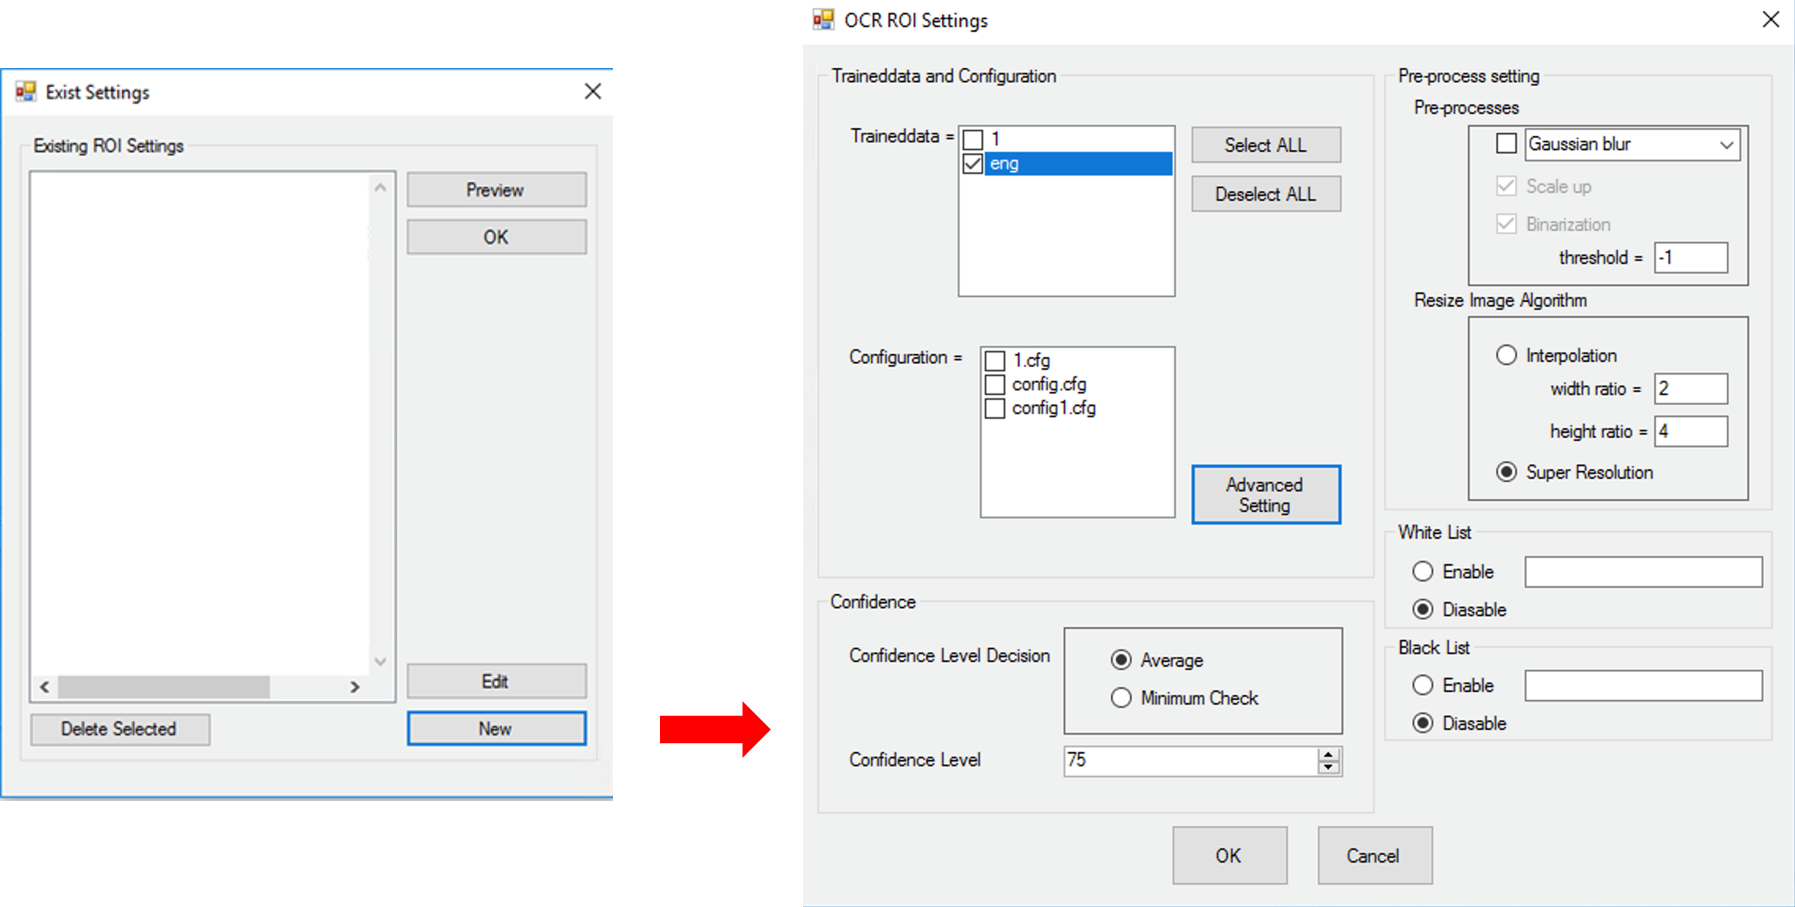 Exist Settings
Existing ROI Settings
Preview
OK
Edit
Delete Selected
New
OCR ROI Settings
Traineddata and Configuration
Traineddata =
1
eng
Select ALL
Deselect ALL
Configuration =
1.cfg
config.cfg
config1.cfg
Advanced
Setting
Confidence
Confidence Level Decision
Average
Minimum Check
Confidence Level
75
Pre-process setting
Pre-processes
Gaussian blur
Scale up
Binarization
threshold = -1
Resize Image Algorithm
Interpolation
width ratio = 2
height ratio = 4
Super Resolution
White List
Enable
Diasable
Black List
Enable
Diasable
OK
Cancel